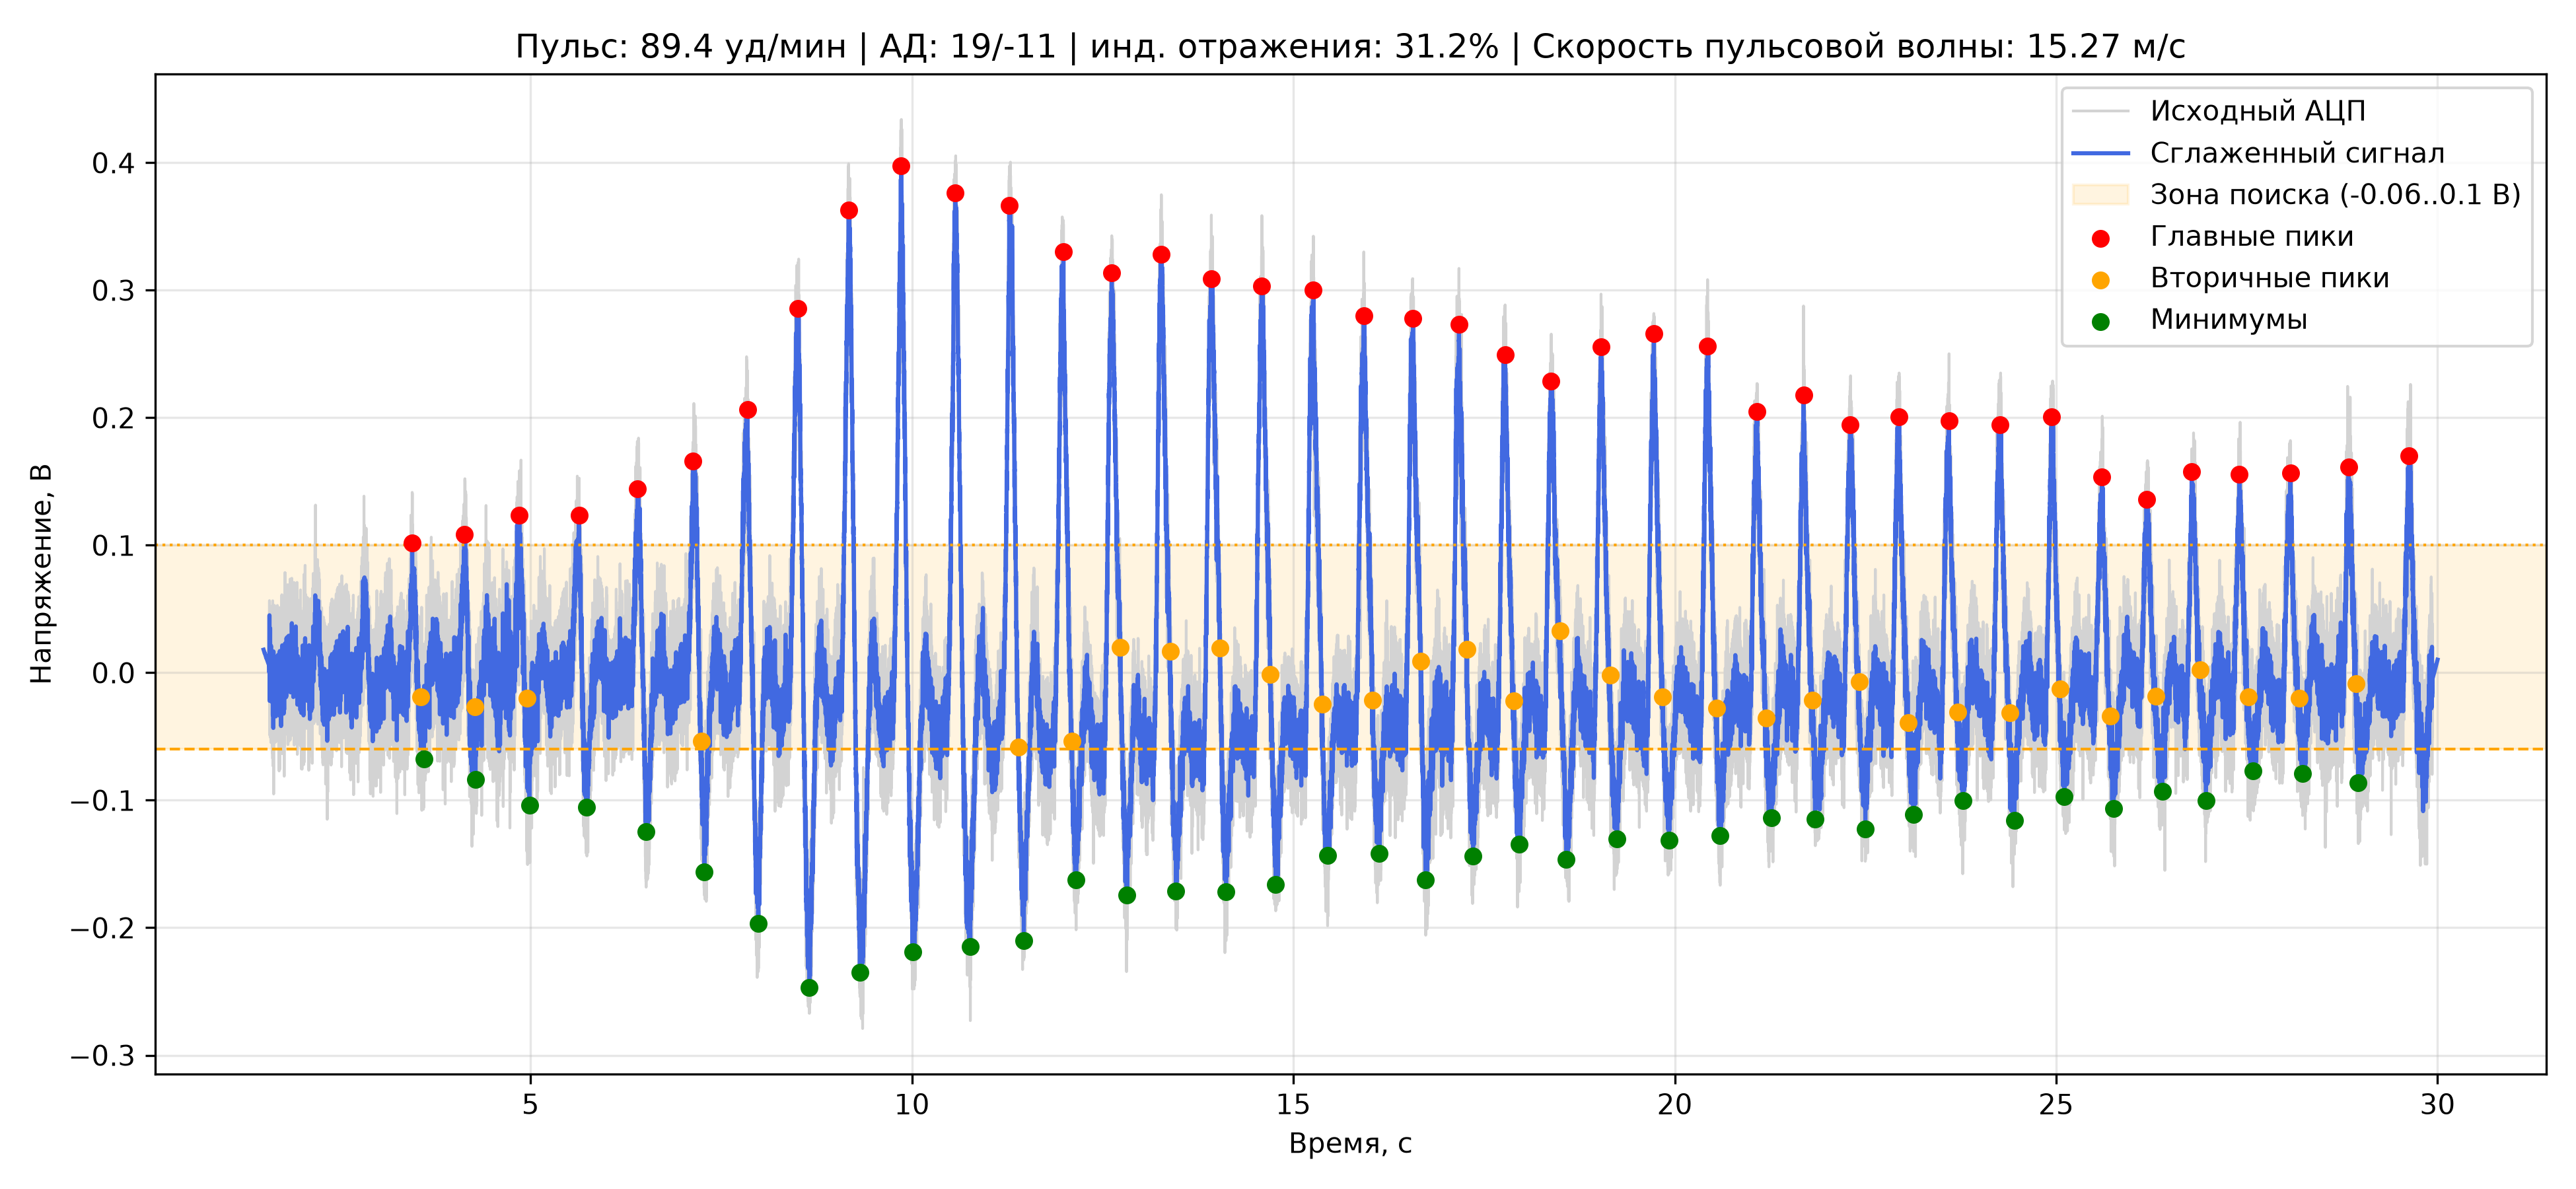 Пульс: 89.4 уд/мин | АД: 19/-11 | инд. отражения: 31.2% | Скорость пульсовой волны: 15.27 м/с
Исходный АЦП
Сглаженный сигнал
Зона поиска (-0.06..0.1 В)
Главные пики
Вторичные пики
Минимумы
Напряжение, В
0.4
0.3
0.2
0.1
0.0
−0.1
−0.2
−0.3
5 10 15 20 25 30
Время, с